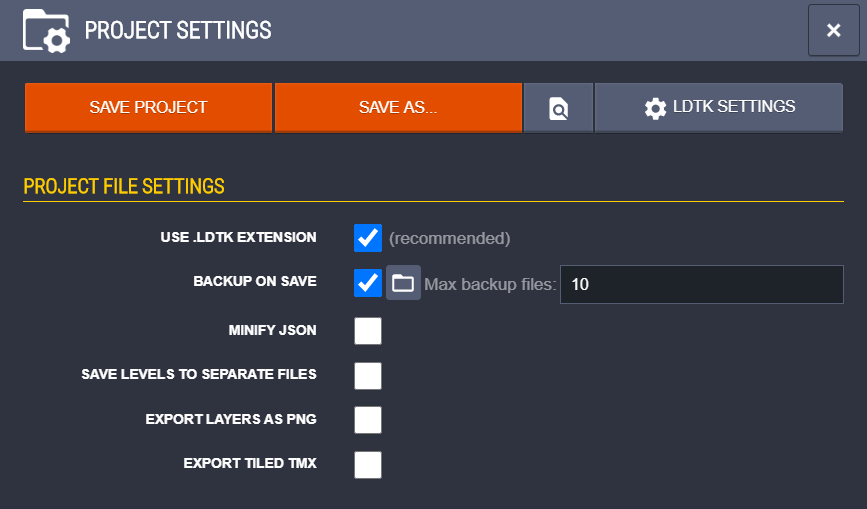 PROJECT SETTINGS
SAVE PROJECT SAVE AS... LDTK SETTINGS
PROJECT FILE SETTINGS
USE .LDTK EXTENSION (recommended)
BACKUP ON SAVE Max backup files: 10
MINIFY JSON
SAVE LEVELS TO SEPARATE FILES
EXPORT LAYERS AS PNG
EXPORT TILED TMX